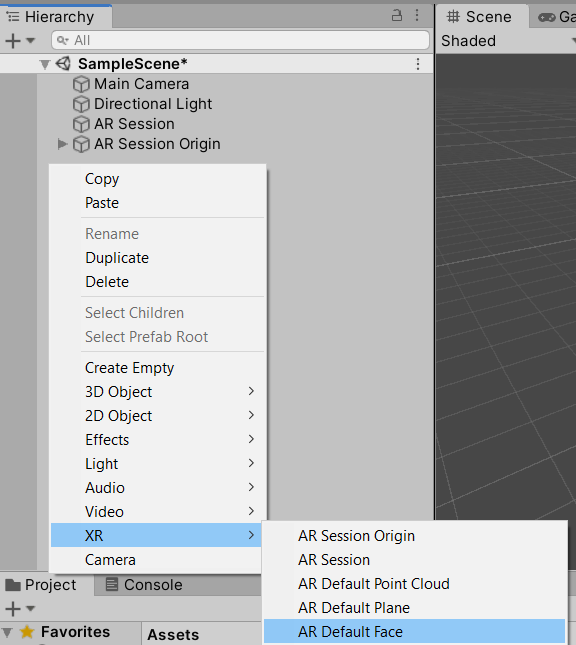 Hierarchy
Scene
Ga
All
Shaded
SampleScene*
Main Camera
Directional Light
AR Session
AR Session Origin
Copy
Paste
Rename
Duplicate
Delete
Select Children
Select Prefab Root
Create Empty
3D Object
2D Object
Effects
Light
Audio
Video
XR
Camera
AR Session Origin
AR Session
AR Default Point Cloud
AR Default Plane
AR Default Face
Project
Console
Favorites
Assets